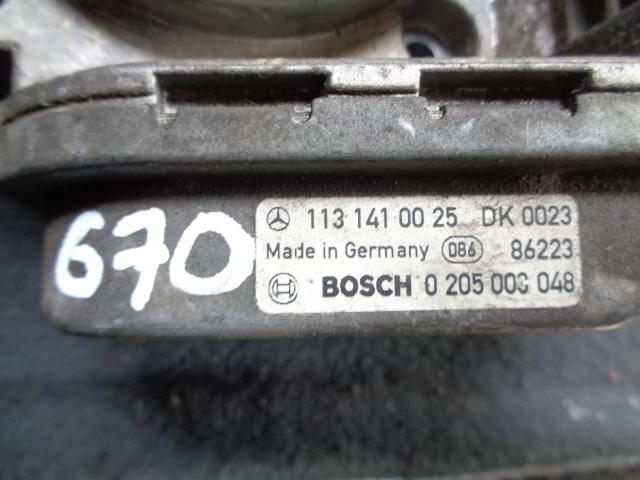 670
113 141 00 25 DK 0023
Made in Germany 086 86223
BOSCH 0 205 003 048